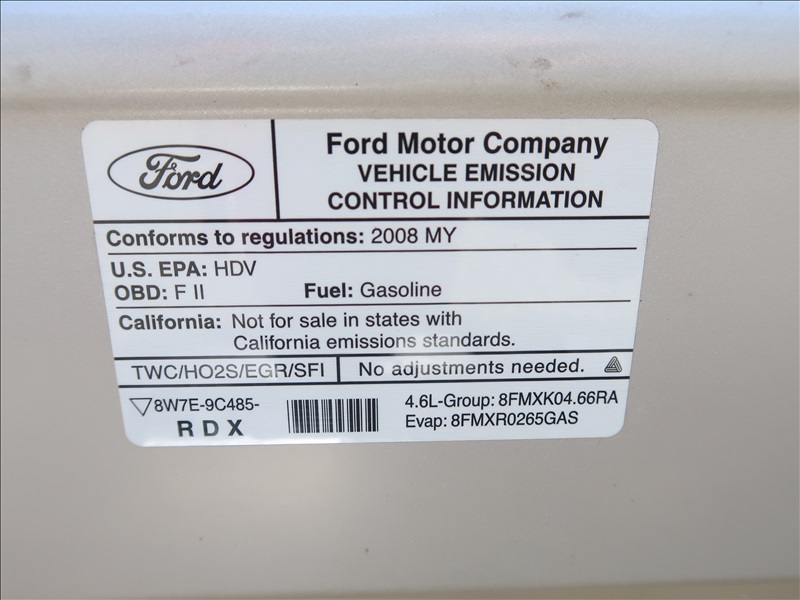 Ford
Ford Motor Company
VEHICLE EMISSION
CONTROL INFORMATION
Conforms to regulations: 2008 MY
U.S. EPA: HDV
OBD: F II Fuel: Gasoline
California: Not for sale in states with
California emissions standards.
TWC/HO2S/EGR/SFI No adjustments needed.
8W7E-9C485-
R D X
4.6L-Group: 8FMXK04.66RA
Evap: 8FMXR0265GAS